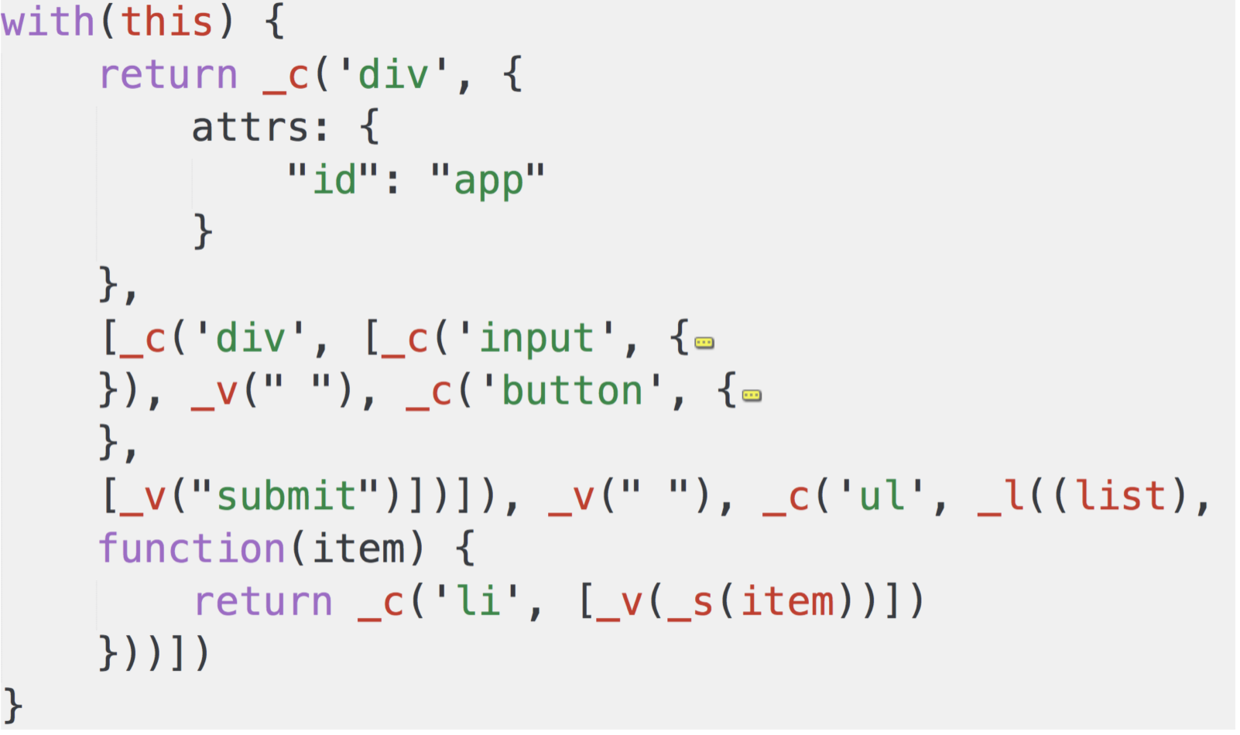 with(this) {
    return _c('div', {
        attrs: {
            "id": "app"
        }
    },
    [_c('div', [_c('input', {
    }), _v(" "), _c('button', {
    },
    [_v("submit")])]), _v(" "), _c('ul', _l((list),
    function(item) {
        return _c('li', [_v(_s(item))])
    }))])
}